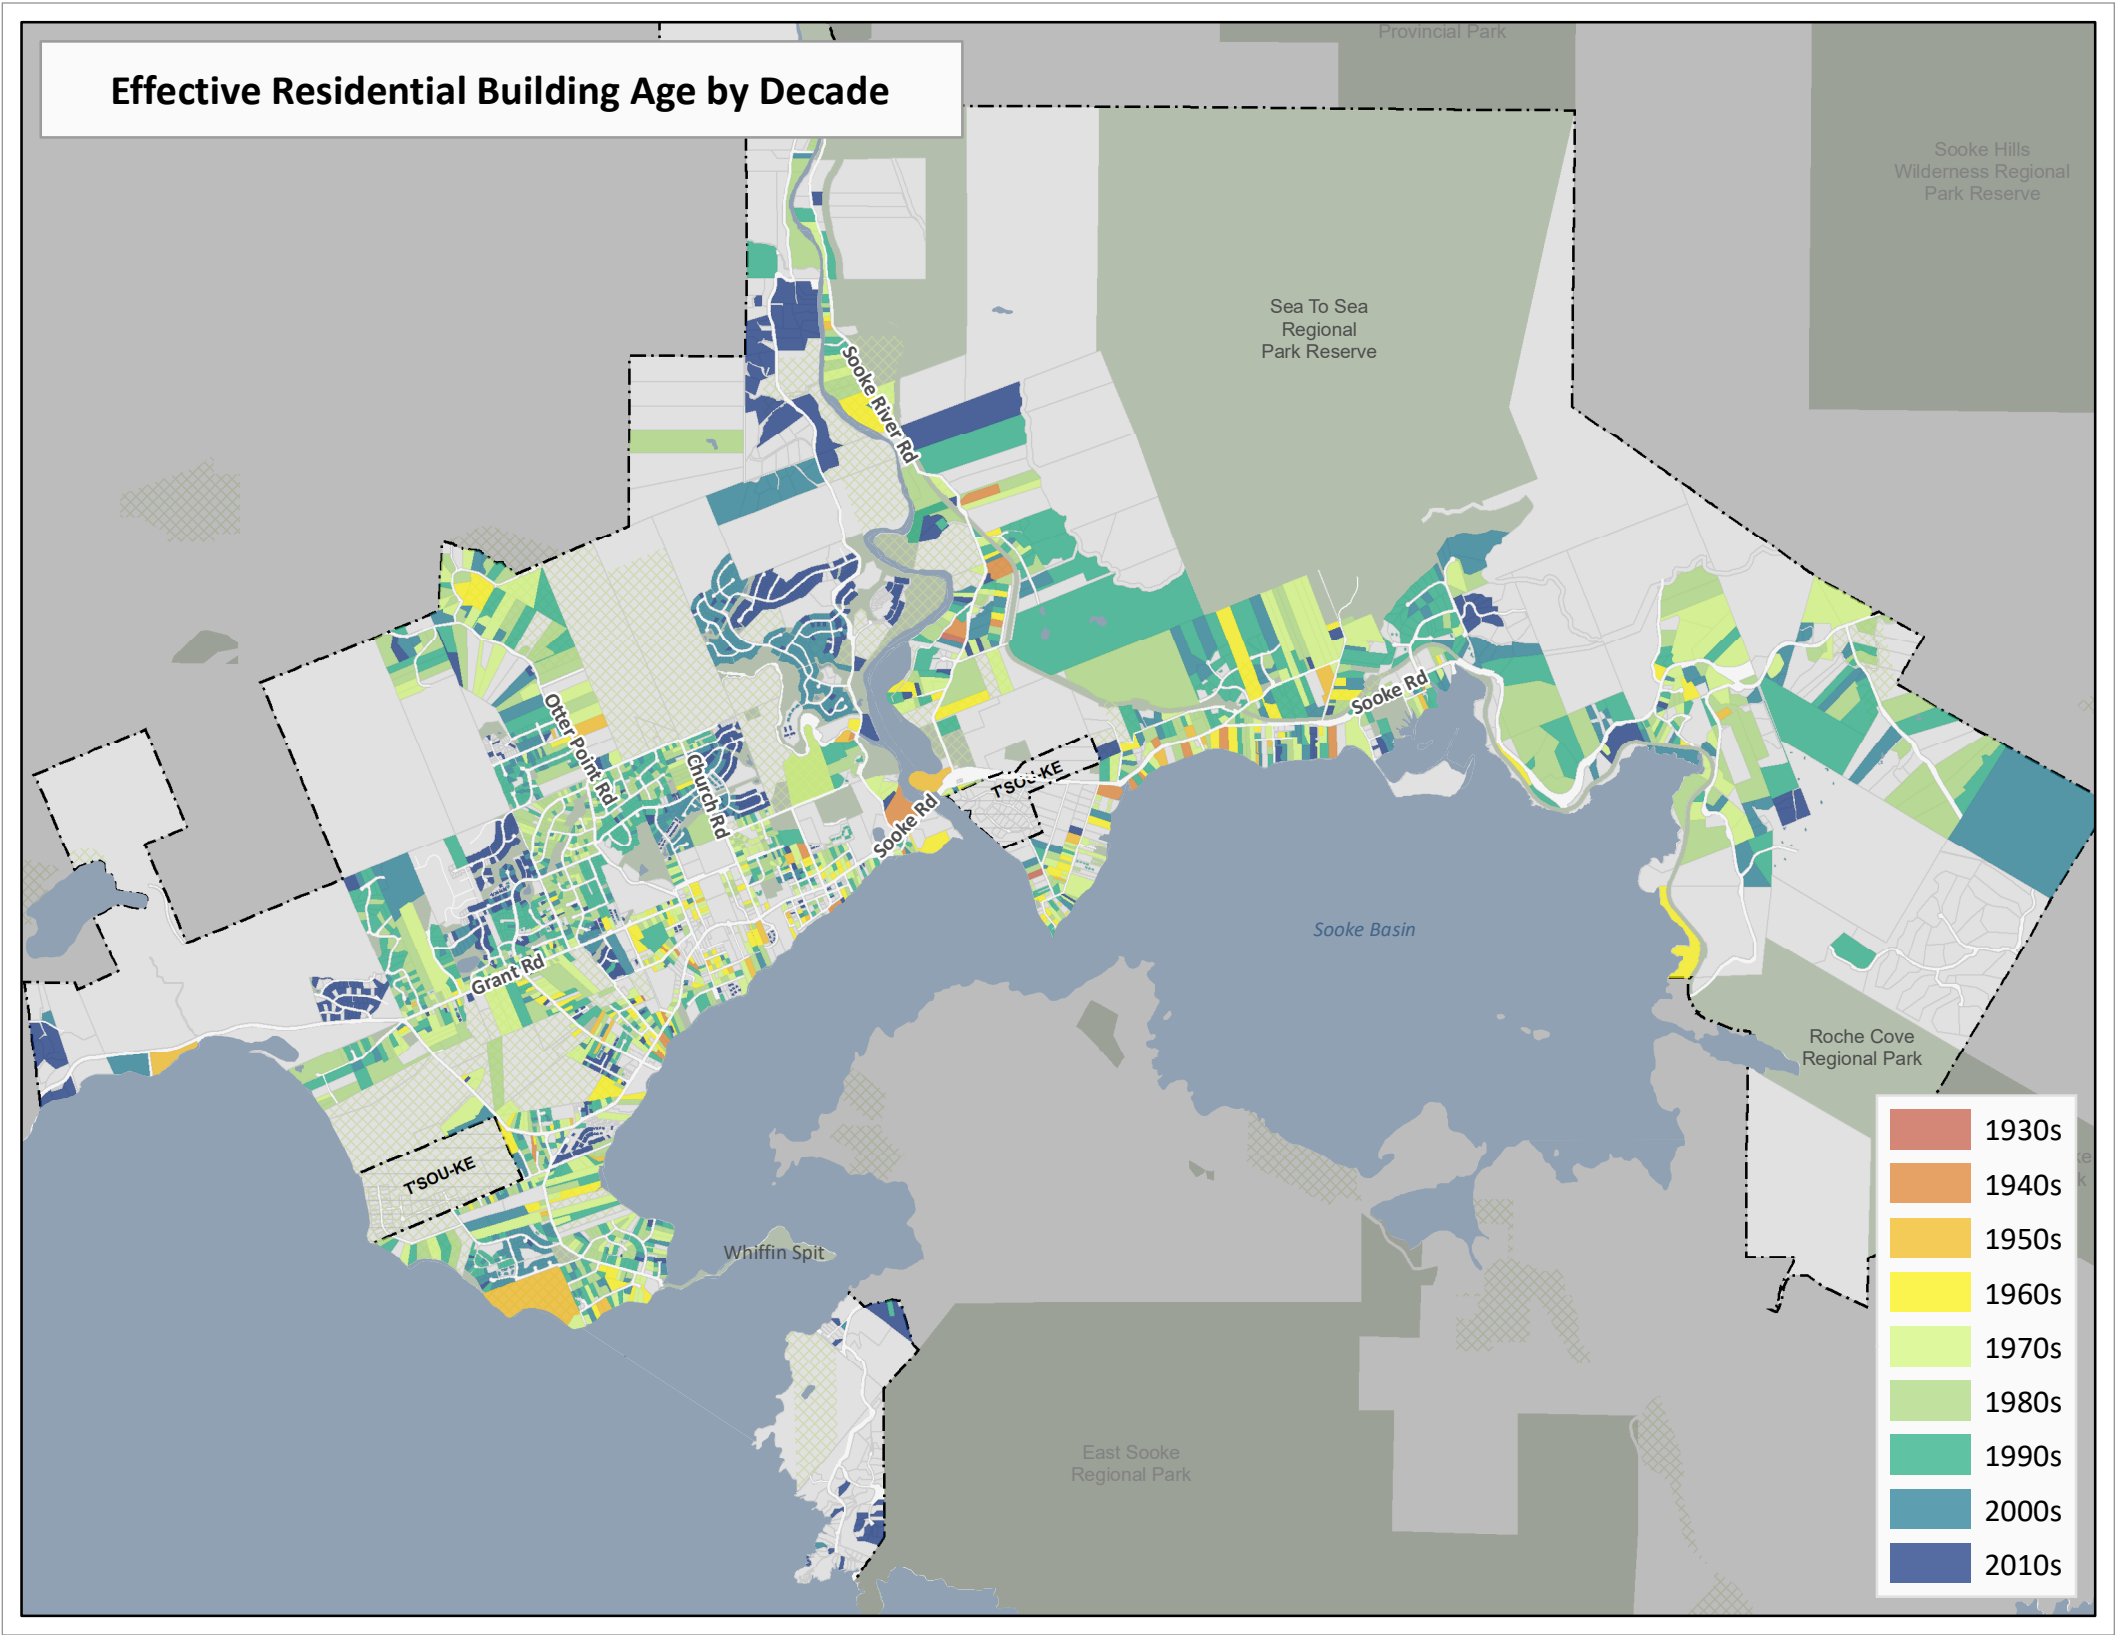 Provincial Park
Effective Residential Building Age by Decade
Sooke Hills
Wilderness Regional
Park Reserve
Sea To Sea
Regional
Park Reserve
Sooke River Rd
Otter Point Rd
Church Rd
Sooke Rd
T'SOU-KE
Sooke Rd
Grant Rd
Sooke Basin
Roche Cove
Regional Park
T'SOU-KE
Whiffin Spit
East Sooke
Regional Park
1930s
1940s
1950s
1960s
1970s
1980s
1990s
2000s
2010s